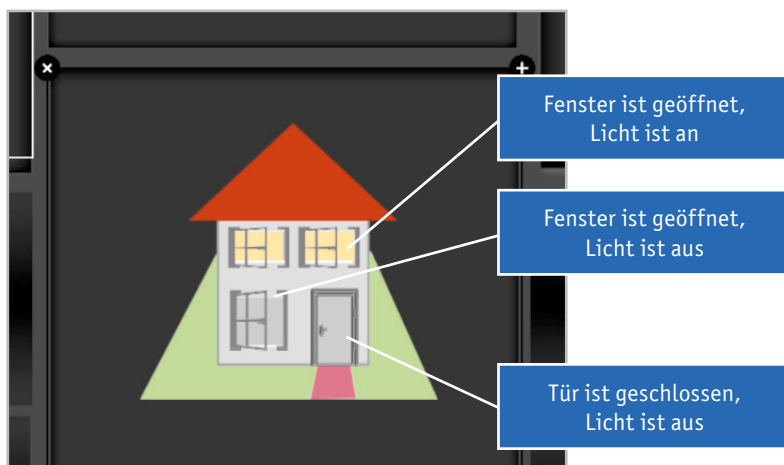 Fenster ist geöffnet,
Licht ist an
Fenster ist geöffnet,
Licht ist aus
Tür ist geschlossen,
Licht ist aus